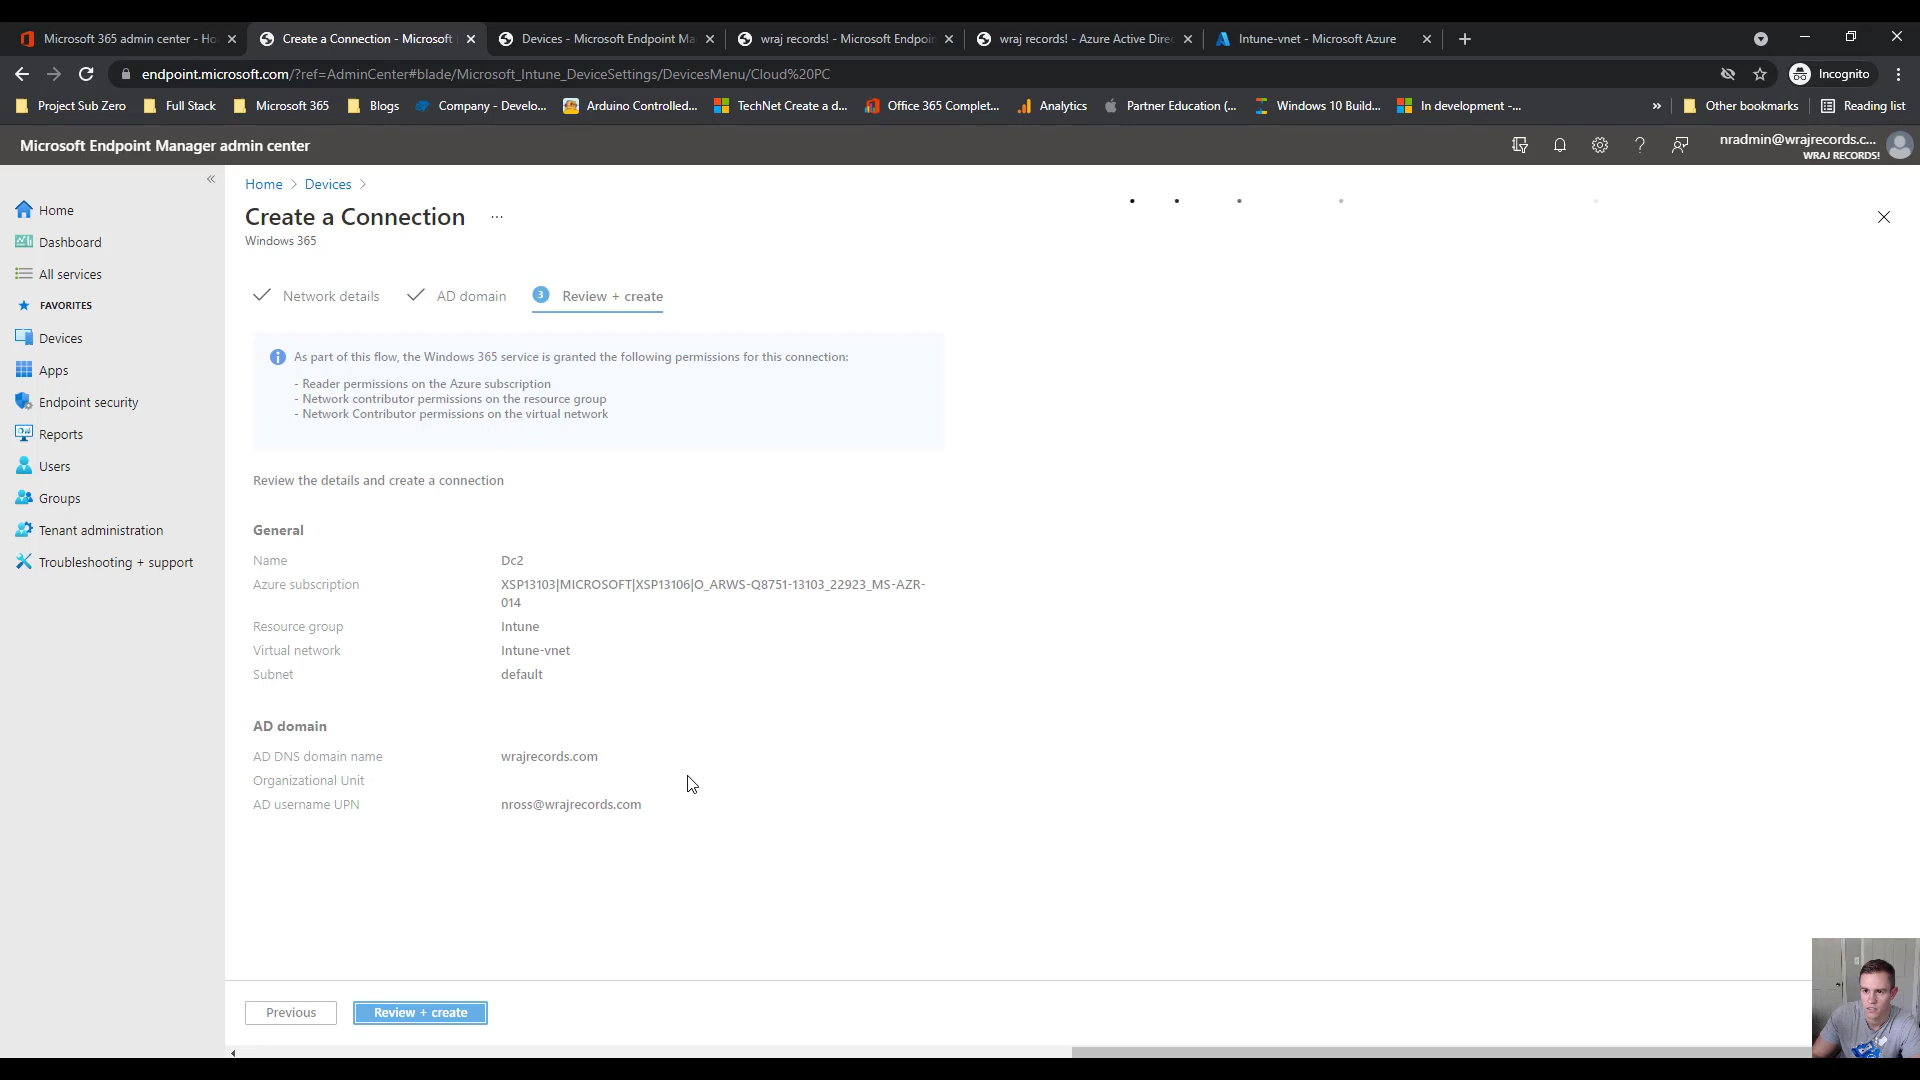 Microsoft 365 admin center - Ho
Create a Connection - Microsoft
Devices - Microsoft Endpoint Ma
wraj records! - Microsoft Endpoin
wraj records! - Azure Active Direc
Intune-vnet - Microsoft Azure
endpoint.microsoft.com/?ref=AdminCenter#blade/Microsoft_Intune_DeviceSettings/DevicesMenu/Cloud%20PC
Incognito
Project Sub Zero
Full Stack
Microsoft 365
Blogs
Company - Develo...
Arduino Controlled...
TechNet Create a d...
Office 365 Complet...
Analytics
Partner Education (...
Windows 10 Build...
In development -...
»
Other bookmarks
Reading list
Microsoft Endpoint Manager admin center
nradmin@wrajrecords.c...
WRAJ RECORDS!
«
Home
Dashboard
All services
FAVORITES
Devices
Apps
Endpoint security
Reports
Users
Groups
Tenant administration
Troubleshooting + support
Home > Devices >
Create a Connection ...
Windows 365
Network details
AD domain
3 Review + create
As part of this flow, the Windows 365 service is granted the following permissions for this connection:
- Reader permissions on the Azure subscription
- Network contributor permissions on the resource group
- Network Contributor permissions on the virtual network
Review the details and create a connection
General
Name Dc2
Azure subscription XSP13103|MICROSOFT|XSP13106|O_ARWS-Q8751-13103_22923_MS-AZR-
014
Resource group Intune
Virtual network Intune-vnet
Subnet default
AD domain
AD DNS domain name wrajrecords.com
Organizational Unit
AD username UPN nross@wrajrecords.com
Previous
Review + create